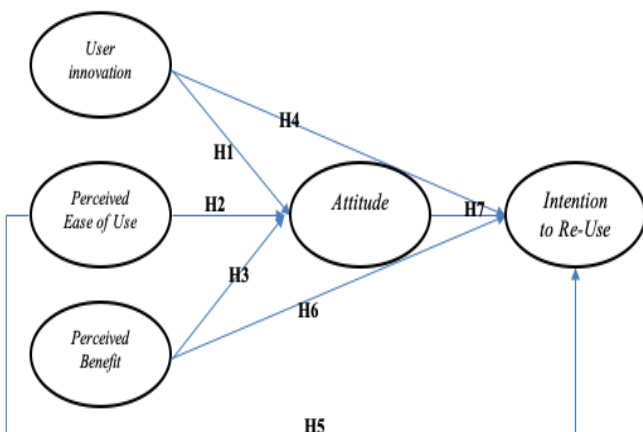 User
innovation
H4
H1
Perceived
Ease of Use
H2
Attitude
H7
Intention
to Re-Use
H3
H6
Perceived
Benefit
H5